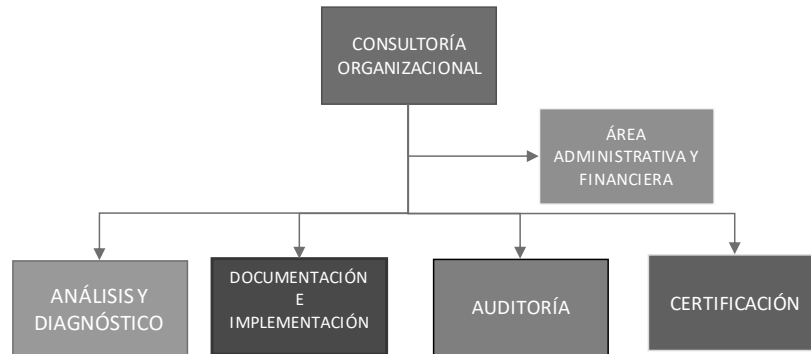 CONSULTORÍA
ORGANIZACIONAL
ÁREA
ADMINISTRATIVA Y
FINANCIERA
ANÁLISIS Y
DIAGNÓSTICO
DOCUMENTACIÓN
E
IMPLEMENTACIÓN
AUDITORÍA
CERTIFICACIÓN